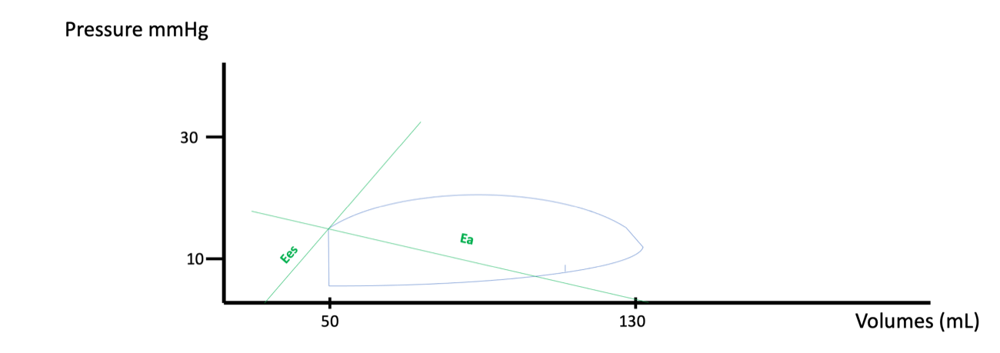 Pressure mmHg
30
10
Ees
Ea
50
130
Volumes (mL)